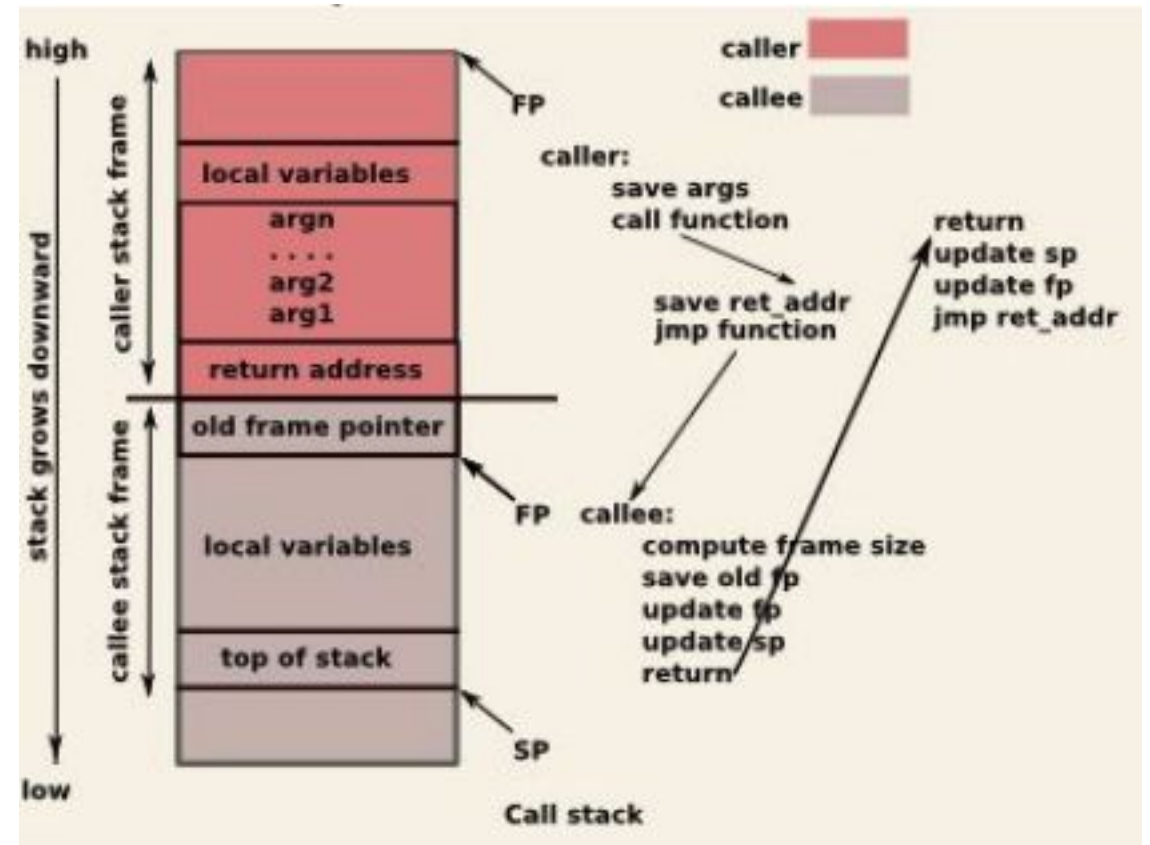 high
stack grows downward
low
caller stack frame
callee stack frame
local variables
argn
. . . .
arg2
arg1
return address
old frame pointer
local variables
top of stack
FP
FP
SP
caller
callee
caller:
save args
call function
save ret_addr
jmp function
callee:
compute frame size
save old fp
update fp
update sp
return
return
update sp
update fp
jmp ret_addr
Call stack